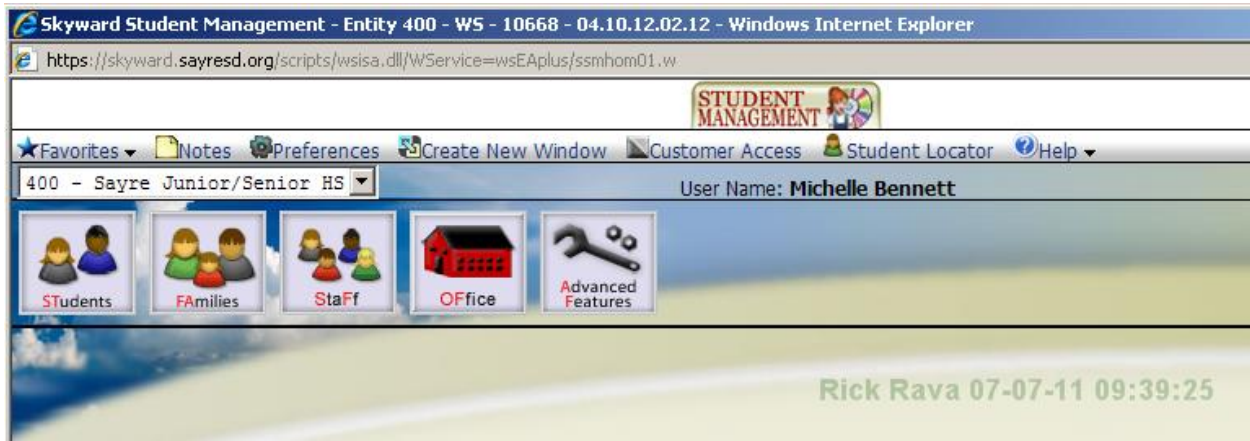 Skyward Student Management - Entity 400 - WS - 10668 - 04.10.12.02.12 - Windows Internet Explorer
https://skyward.sayresd.org/scripts/wsisa.dll/WService=wsEAplus/ssmhom01.w
STUDENT
MANAGEMENT
Favorites Notes Preferences Create New Window Customer Access Student Locator Help
400 - Sayre Junior/Senior HS User Name: Michelle Bennett
STudents FAmilies StaFf OFfice Advanced Features
Rick Rava 07-07-11 09:39:25